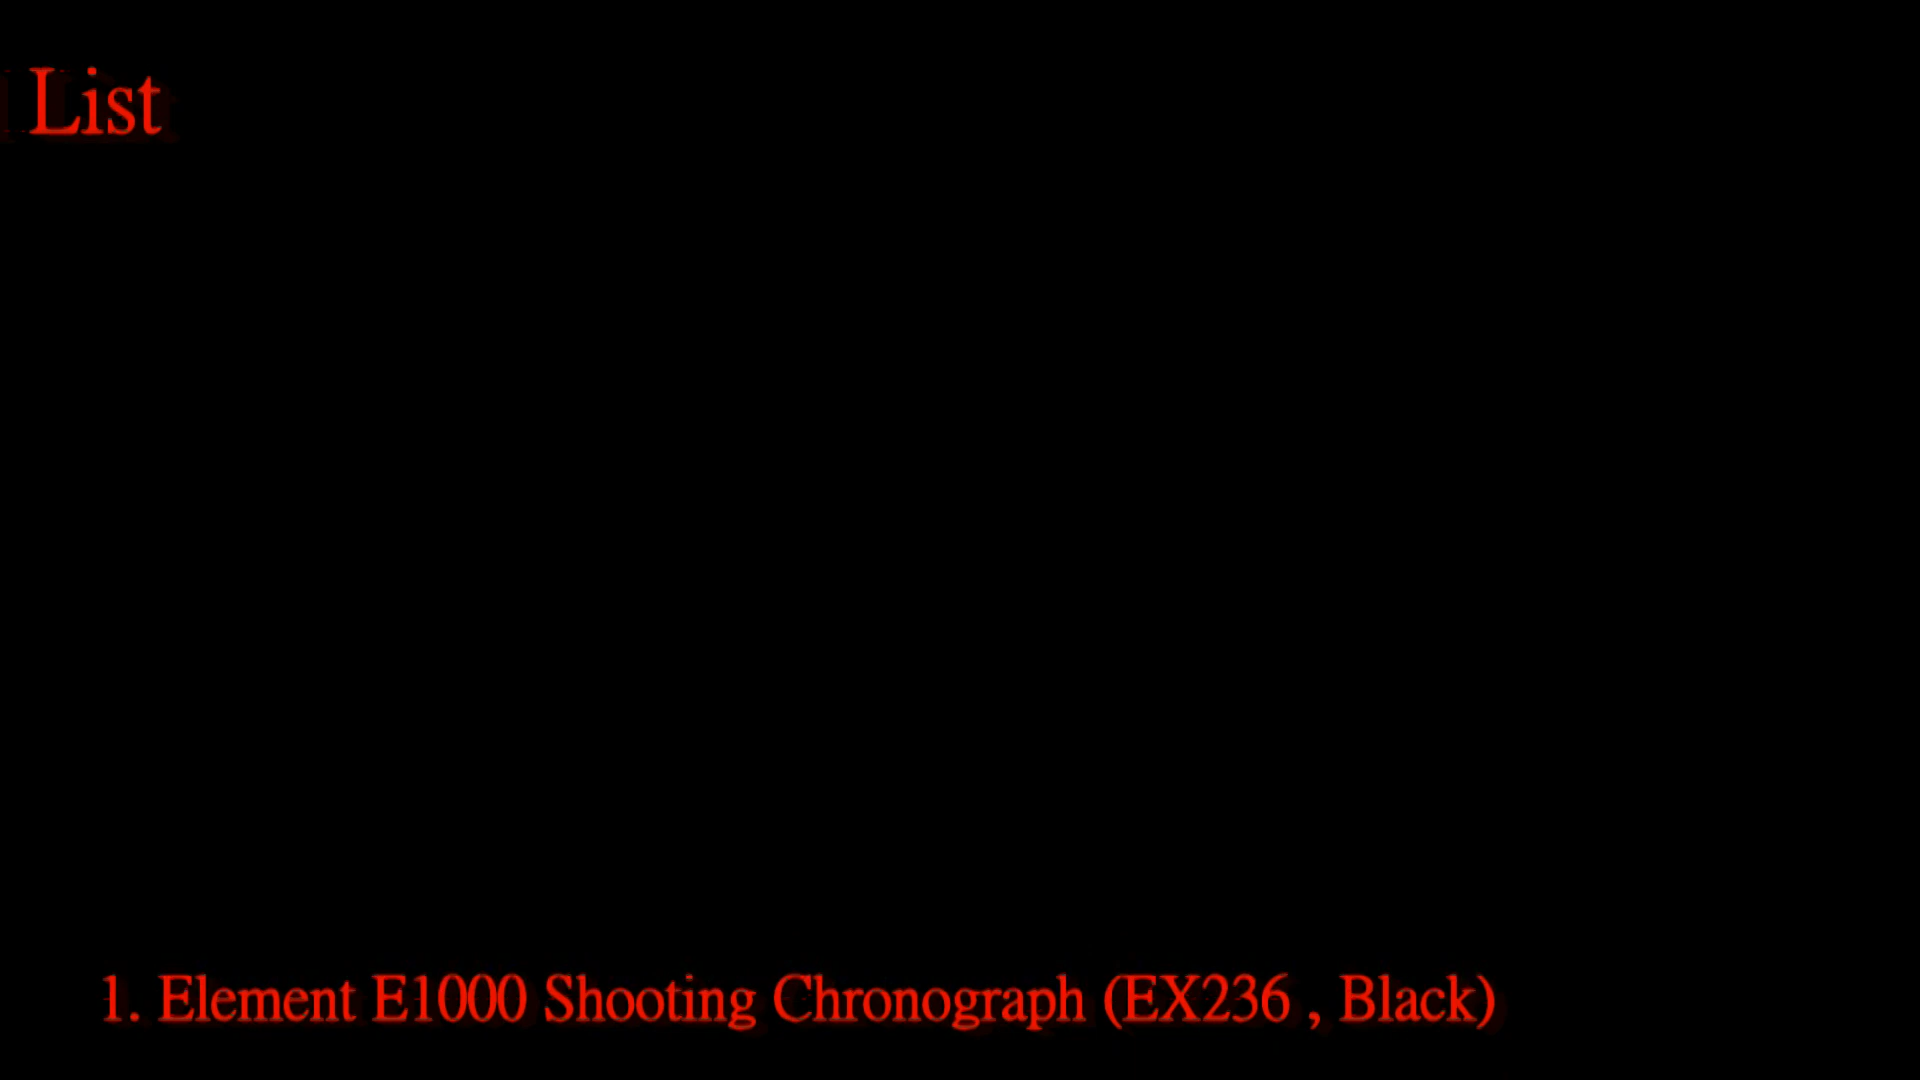 List
1. Element E1000 Shooting Chronograph (EX236 , Black)